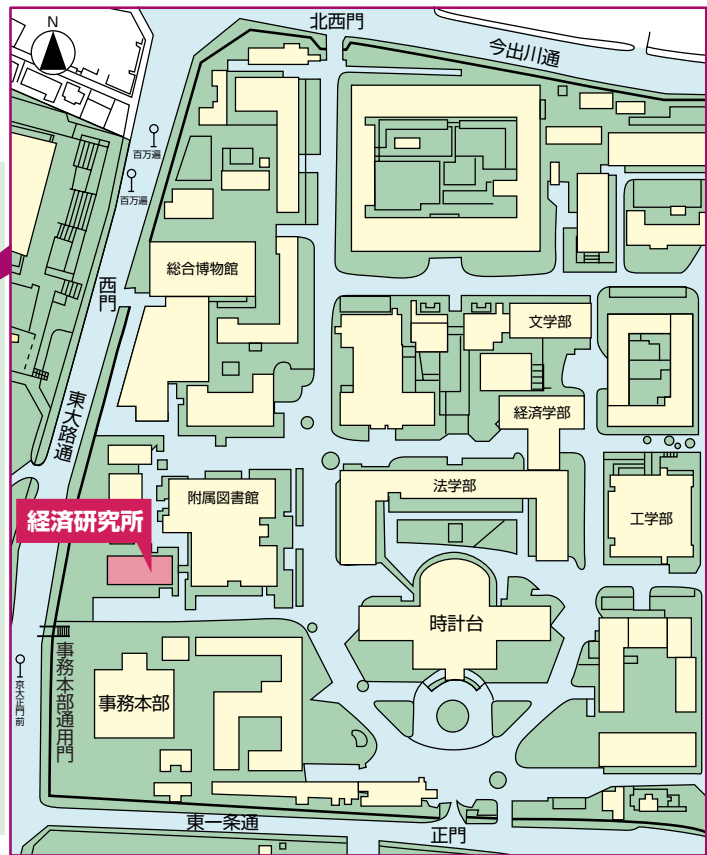 北西門
N
今出川通
百万遍
百万遍
総合博物館
西門
文学部
東大路通
経済学部
附属図書館
法学部
工学部
経済研究所
時計台
事務本部通用門
京大正門前
事務本部
東一条通
正門